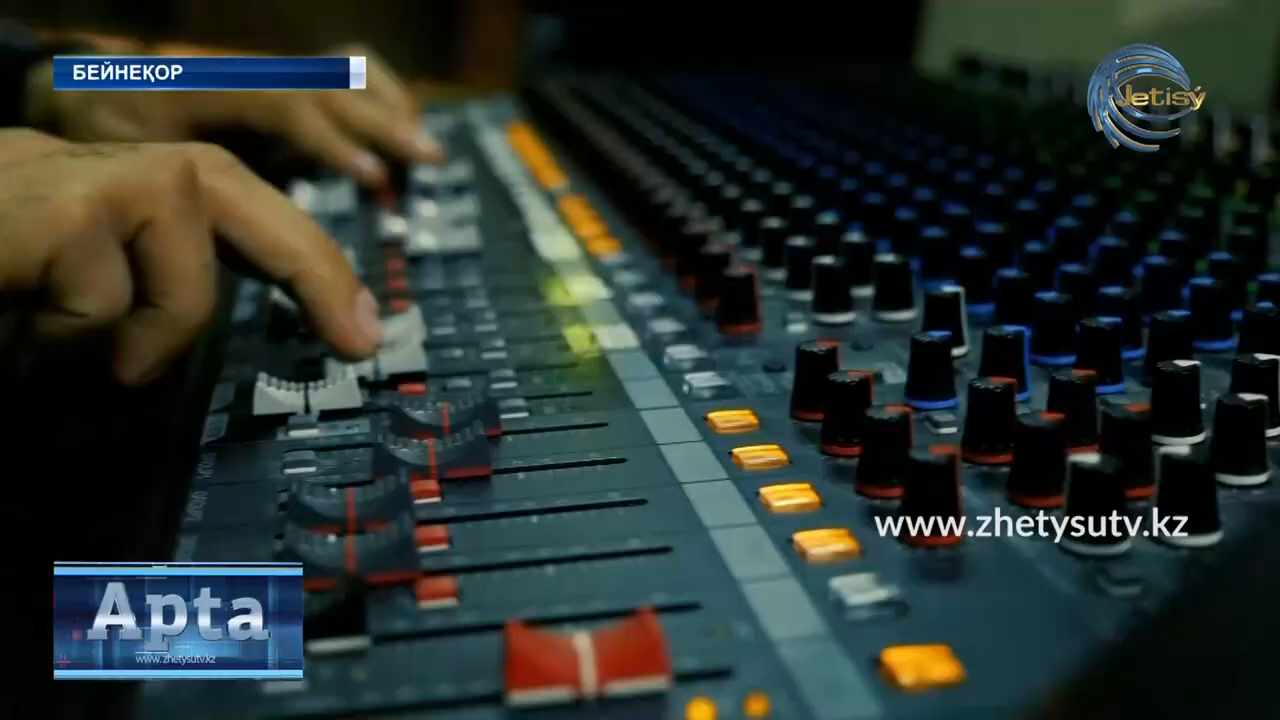 БЕЙНЕҚОР
Jetisý
www.zhetysutv.kz
Apta
www.zhetysutv.kz